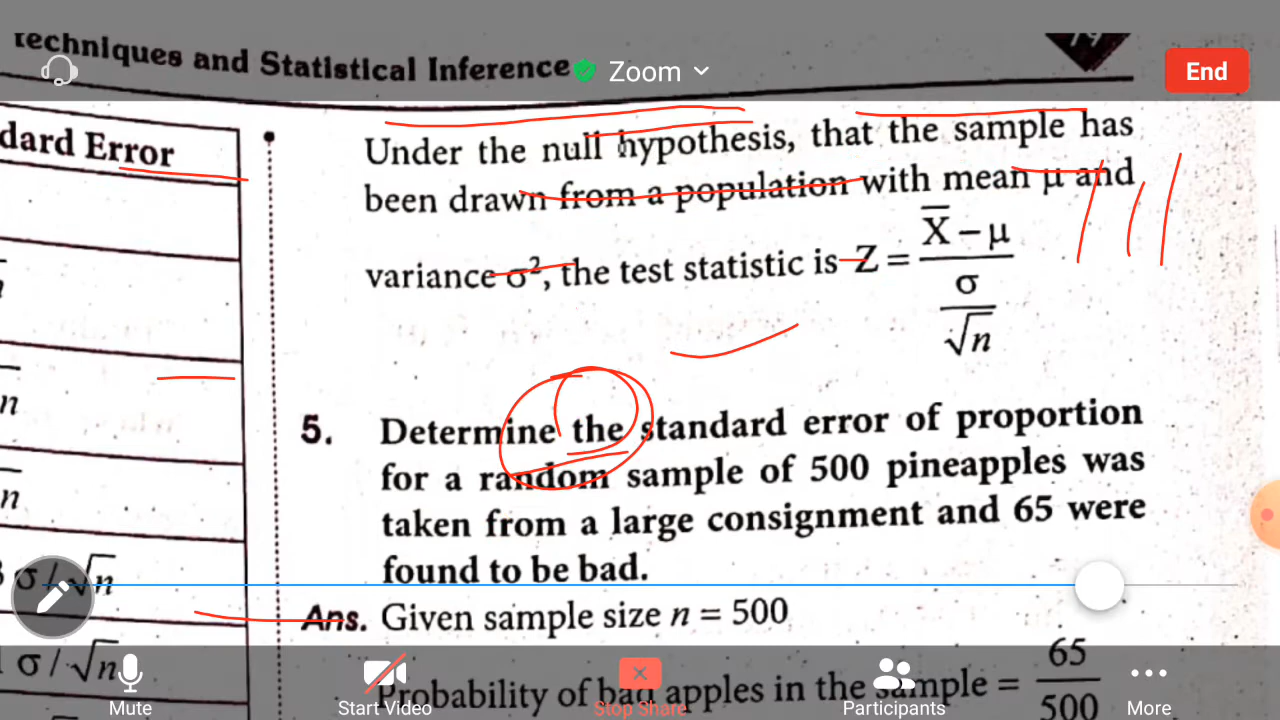 Techniques and Statistical Inference
Zoom
End
dard Error
Under the null hypothesis, that the sample has
been drawn from a population with mean μ and
variance σ², the test statistic is Z = (X̄ − μ) / (σ/√n)
n
n
σ/√n
σ/√n
5. Determine the standard error of proportion
for a random sample of 500 pineapples was
taken from a large consignment and 65 were
found to be bad.
Ans. Given sample size n = 500
Probability of bad apples in the sample = 65/500
Mute
Start Video
Stop Share
Participants
More